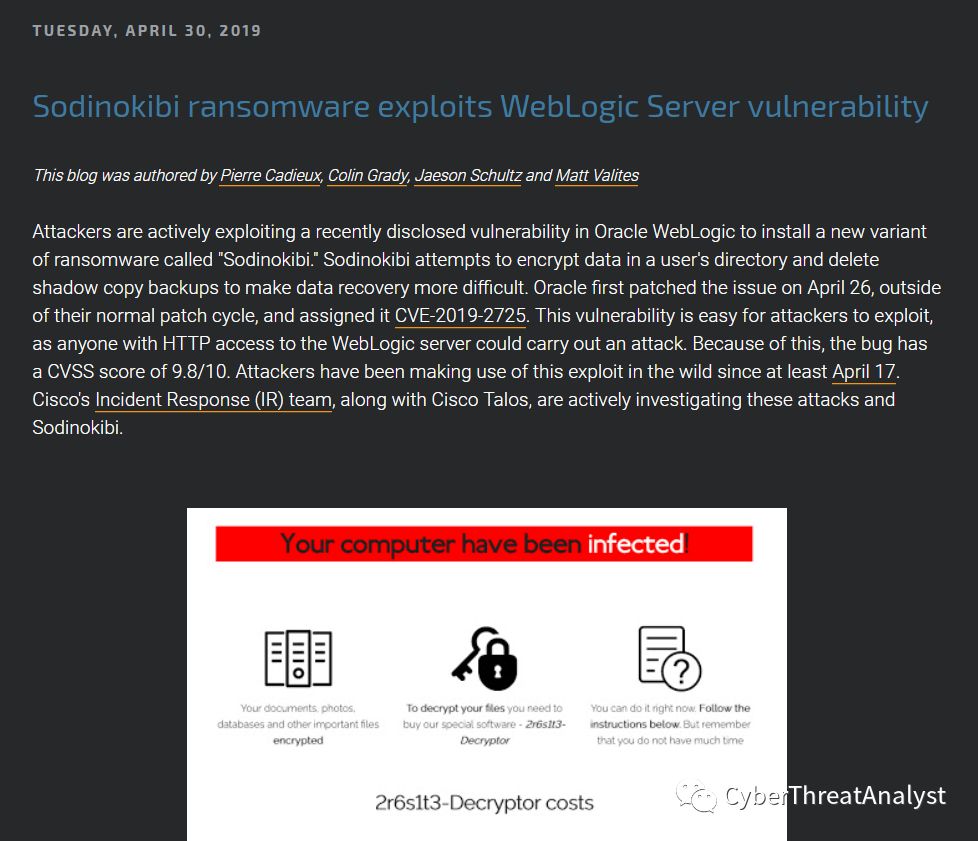 TUESDAY, APRIL 30, 2019
Sodinokibi ransomware exploits WebLogic Server vulnerability
This blog was authored by Pierre Cadieux, Colin Grady, Jaeson Schultz and Matt Valites
Attackers are actively exploiting a recently disclosed vulnerability in Oracle WebLogic to install a new variant
of ransomware called "Sodinokibi." Sodinokibi attempts to encrypt data in a user's directory and delete
shadow copy backups to make data recovery more difficult. Oracle first patched the issue on April 26, outside
of their normal patch cycle, and assigned it CVE-2019-2725. This vulnerability is easy for attackers to exploit,
as anyone with HTTP access to the WebLogic server could carry out an attack. Because of this, the bug has
a CVSS score of 9.8/10. Attackers have been making use of this exploit in the wild since at least April 17.
Cisco's Incident Response (IR) team, along with Cisco Talos, are actively investigating these attacks and
Sodinokibi.
Your computer have been infected!
Your documents, photos,
databases and other important files
encrypted
To decrypt your files you need to
buy our special software - 2r6s1t3-
Decryptor
You can do it right now. Follow the
instructions below. But remember
that you do not have much time
2r6s1t3-Decryptor costs
CyberThreatAnalyst